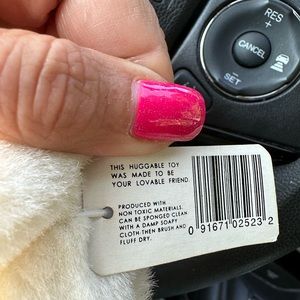 RES
+
CANCEL
-
SET
THIS HUGGABLE TOY
WAS MADE TO BE
YOUR LOVABLE FRIEND.
PRODUCED WITH
NON TOXIC MATERIALS.
CAN BE SPONGED CLEAN
WITH A DAMP SOAPY
CLOTH THEN BRUSH AND
FLUFF DRY.
0 91671 02523 2